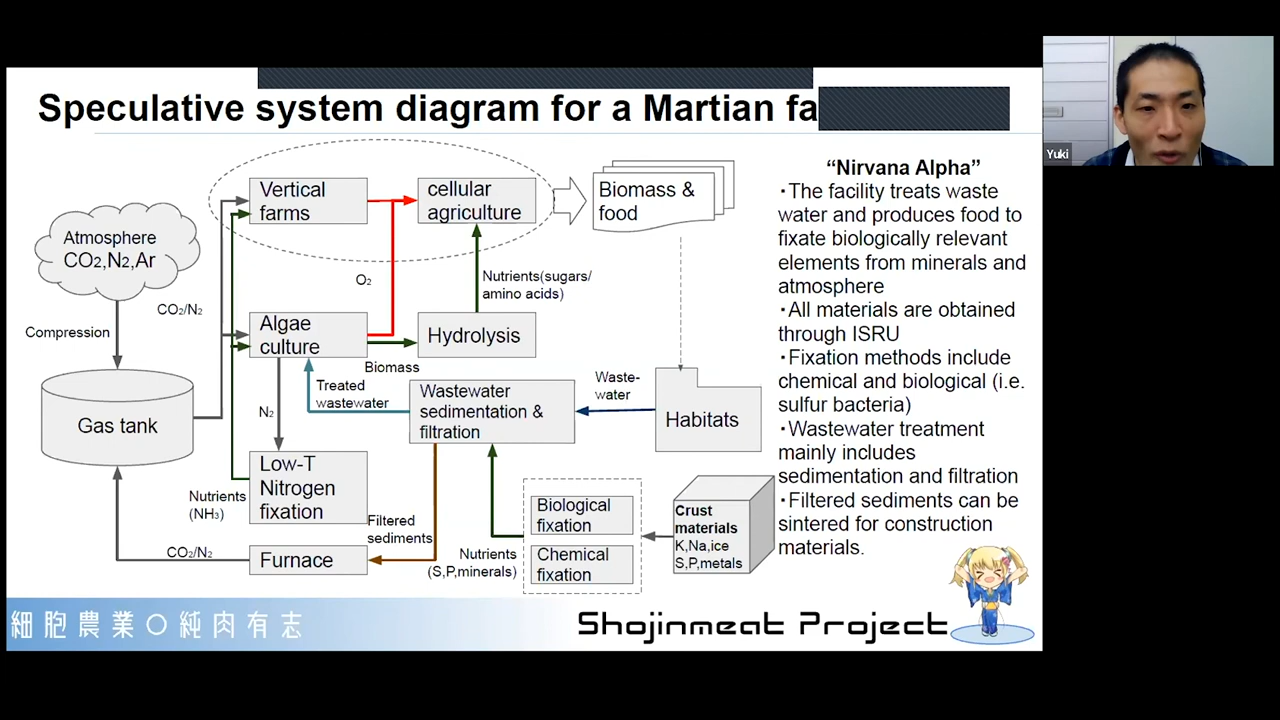 Speculative system diagram for a Martian fa
Yuki
Vertical
farms
cellular
agriculture
Biomass &
food
Atmosphere
CO2,N2,Ar
O2
Nutrients(sugars/
amino acids)
CO2/N2
Compression
Algae
culture
Hydrolysis
Biomass
Treated
wastewater
Wastewater
sedimentation &
filtration
Waste-
water
Habitats
Gas tank
N2
Low-T
Nitrogen
fixation
Nutrients
(NH3)
Filtered
sediments
Biological
fixation
Chemical
fixation
Crust
materials
K,Na,ice
S,P,metals
Nutrients
(S,P,minerals)
CO2/N2
Furnace
“Nirvana Alpha”
・The facility treats waste
water and produces food to
fixate biologically relevant
elements from minerals and
atmosphere
・All materials are obtained
through ISRU
・Fixation methods include
chemical and biological (i.e.
sulfur bacteria)
・Wastewater treatment
mainly includes
sedimentation and filtration
・Filtered sediments can be
sintered for construction
materials.
細胞農業〇純肉有志
Shojinmeat Project